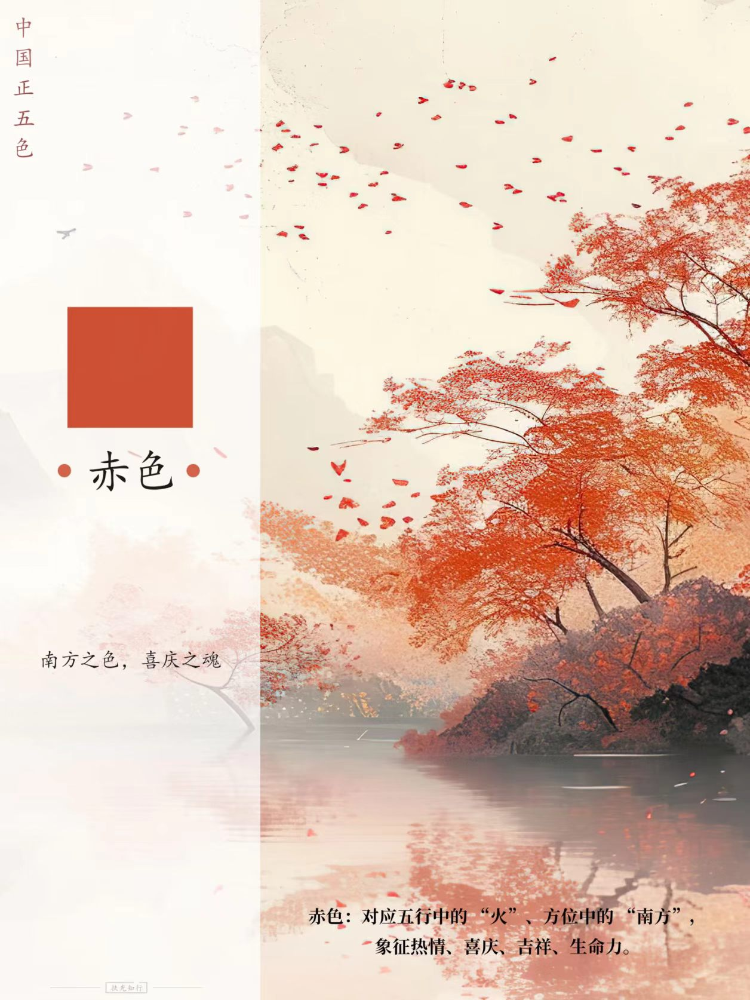 中国正五色
赤色
南方之色，喜庆之魂
赤色：对应五行中的“火”、方位中的“南方”，
象征热情、喜庆、吉祥、生命力。
扶光知行